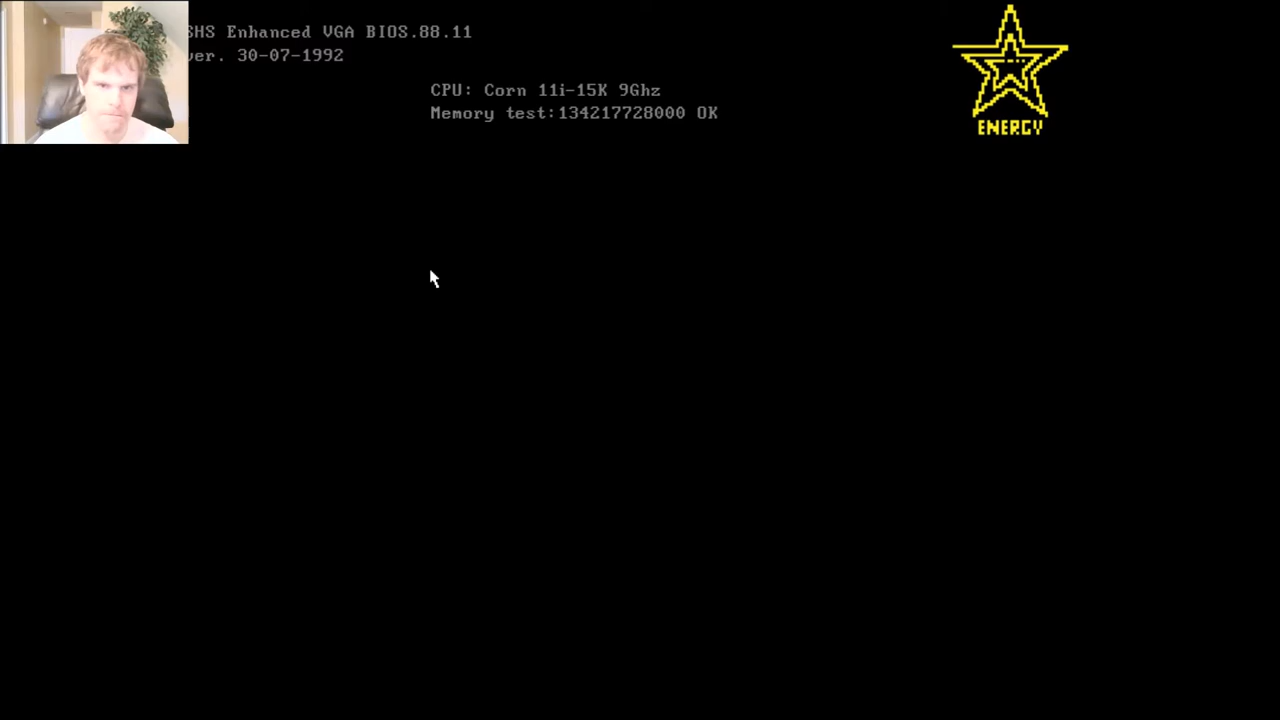 SHS Enhanced VGA BIOS.88.11
ver. 30-07-1992
CPU: Corn 11i-15K 9Ghz
Memory test:134217728000 OK
ENERGY